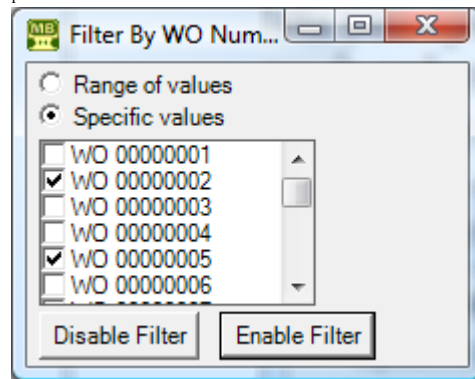 MB
Filter By WO Num...
Range of values
Specific values
WO 00000001
WO 00000002
WO 00000003
WO 00000004
WO 00000005
WO 00000006
Disable Filter
Enable Filter